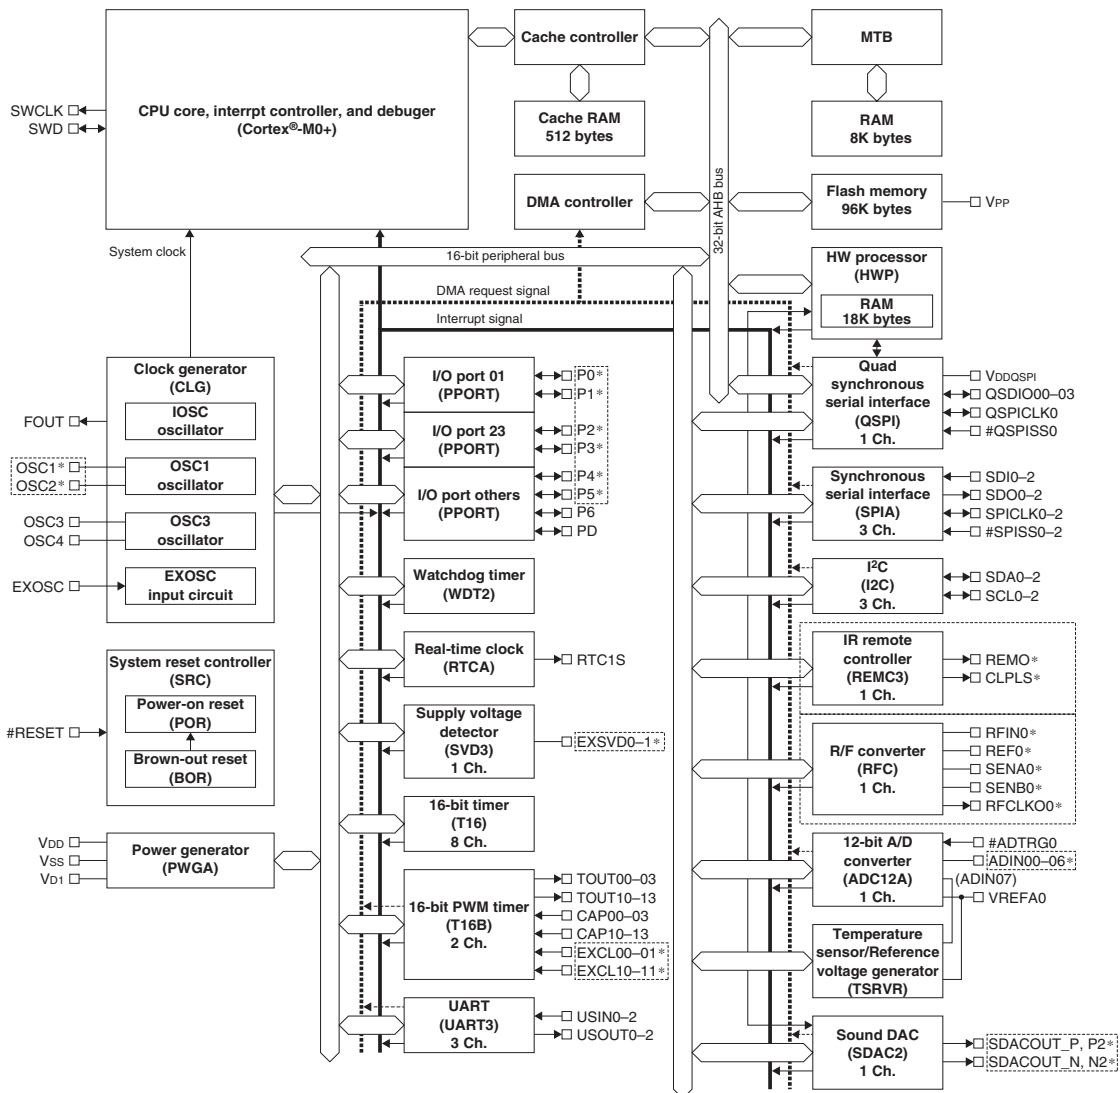 CPU core, interrpt controller, and debuger
(Cortex®-M0+)
SWCLK
SWD
Cache controller
Cache RAM
512 bytes
MTB
RAM
8K bytes
32-bit AHB bus
DMA controller
Flash memory
96K bytes
VPP
System clock
16-bit peripheral bus
DMA request signal
Interrupt signal
HW processor
(HWP)
RAM
18K bytes
Clock generator
(CLG)
IOSC
oscillator
OSC1
oscillator
OSC3
oscillator
EXOSC
input circuit
FOUT
OSC1*
OSC2*
OSC3
OSC4
EXOSC
System reset controller
(SRC)
Power-on reset
(POR)
Brown-out reset
(BOR)
#RESET
Power generator
(PWGA)
VDD
VSS
VD1
I/O port 01
(PPORT)
P0*
P1*
I/O port 23
(PPORT)
P2*
P3*
I/O port others
(PPORT)
P4*
P5*
P6
PD
Watchdog timer
(WDT2)
Real-time clock
(RTCA)
RTC1S
Supply voltage
detector
(SVD3)
1 Ch.
EXSVD0–1*
16-bit timer
(T16)
8 Ch.
16-bit PWM timer
(T16B)
2 Ch.
TOUT00–03
TOUT10–13
CAP00–03
CAP10–13
EXCL00–01*
EXCL10–11*
UART
(UART3)
3 Ch.
USIN0–2
USOUT0–2
Quad
synchronous
serial interface
(QSPI)
1 Ch.
VDDQSPI
QSDIO00–03
QSPICLK0
#QSPISS0
Synchronous
serial interface
(SPIA)
3 Ch.
SDI0–2
SDO0–2
SPICLK0–2
#SPISS0–2
I²C
(I2C)
3 Ch.
SDA0–2
SCL0–2
IR remote
controller
(REMC3)
1 Ch.
REMO*
CLPLS*
R/F converter
(RFC)
1 Ch.
RFIN0*
REF0*
SENA0*
SENB0*
RFCLKO0*
12-bit A/D
converter
(ADC12A)
1 Ch.
#ADTRG0
ADIN00–06*
(ADIN07)
VREFA0
Temperature
sensor/Reference
voltage generator
(TSRVR)
Sound DAC
(SDAC2)
1 Ch.
SDACOUT_P, P2*
SDACOUT_N, N2*